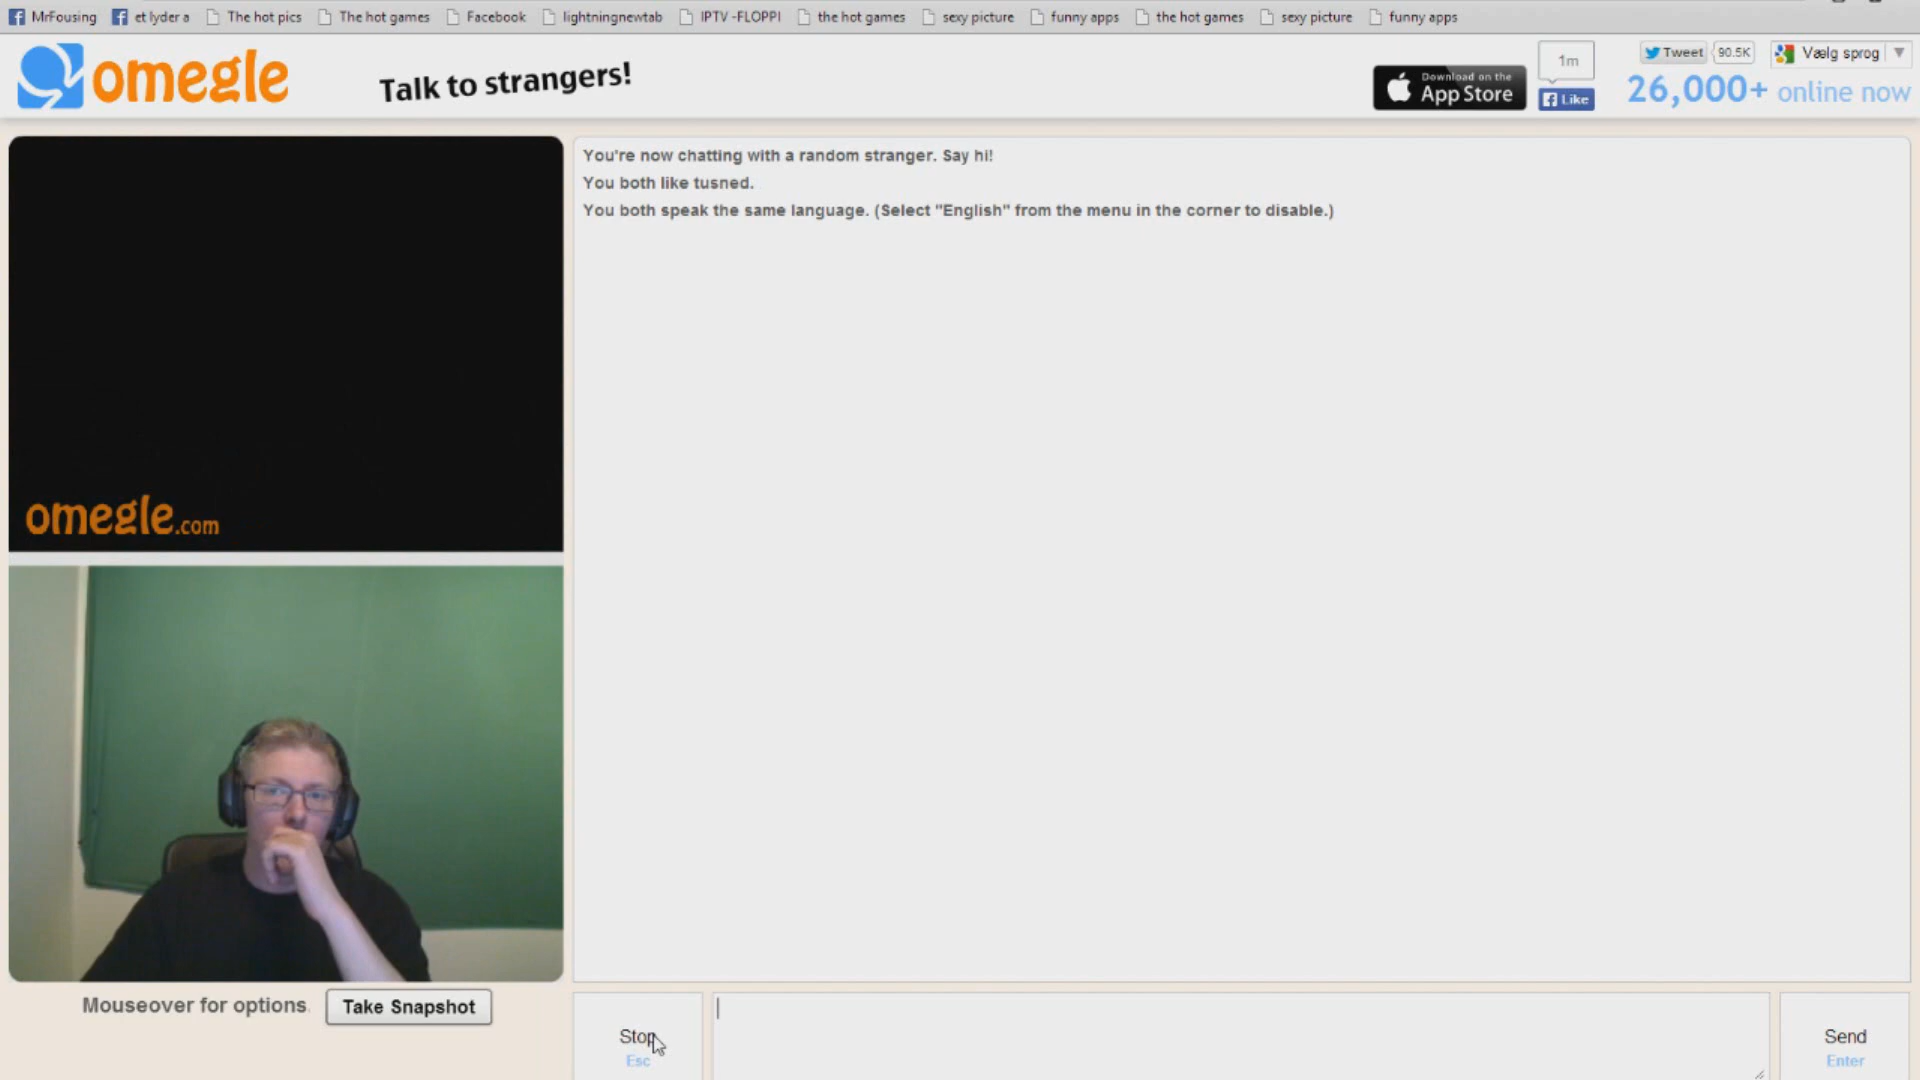 MrFousing et lyder a The hot pics The hot games Facebook lightningnewtab IPTV -FLOPPI the hot games sexy picture funny apps the hot games sexy picture funny apps
omegle Talk to strangers!
Download on the App Store
1m
Like
Tweet 90.5K
Vælg sprog
26,000+ online now
omegle.com
You're now chatting with a random stranger. Say hi!
You both like tusned.
You both speak the same language. (Select "English" from the menu in the corner to disable.)
Mouseover for options. Take Snapshot
Stop
Esc
Send
Enter